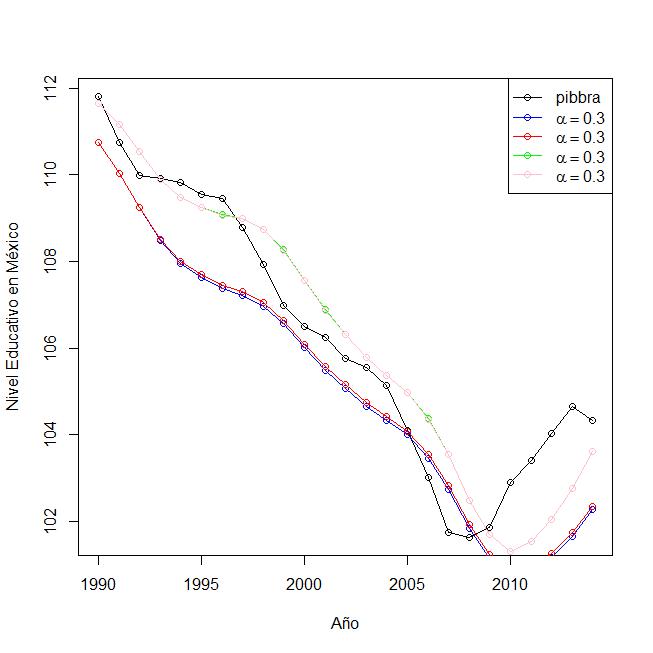 112
110
108
106
104
102
Nivel Educativo en México
pibbra
α = 0.3
α = 0.3
α = 0.3
α = 0.3
1990 1995 2000 2005 2010
Año